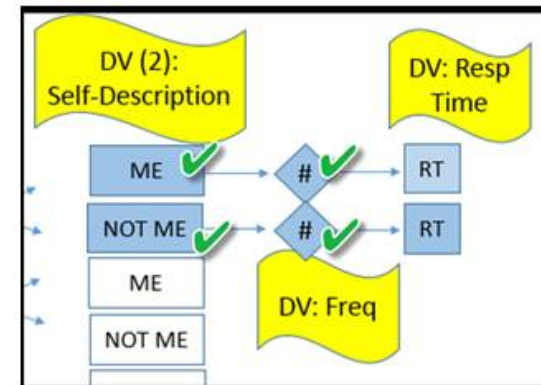 DV (2):
Self-Description
DV: Resp
Time
ME
#
RT
NOT ME
#
RT
ME
DV: Freq
NOT ME